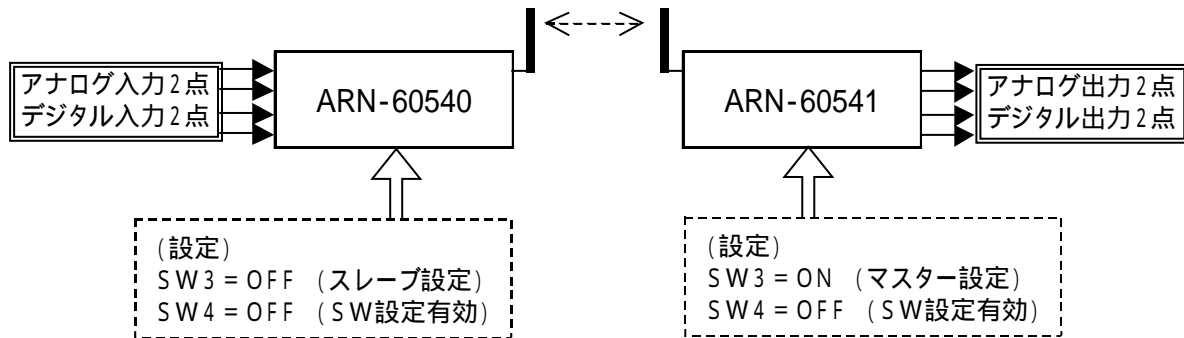 アナログ入力2点
デジタル入力2点
ARN-60540
ARN-60541
アナログ出力2点
デジタル出力2点
(設定)
SW3=OFF (スレーブ設定)
SW4=OFF (SW設定有効)
(設定)
SW3=ON (マスター設定)
SW4=OFF (SW設定有効)